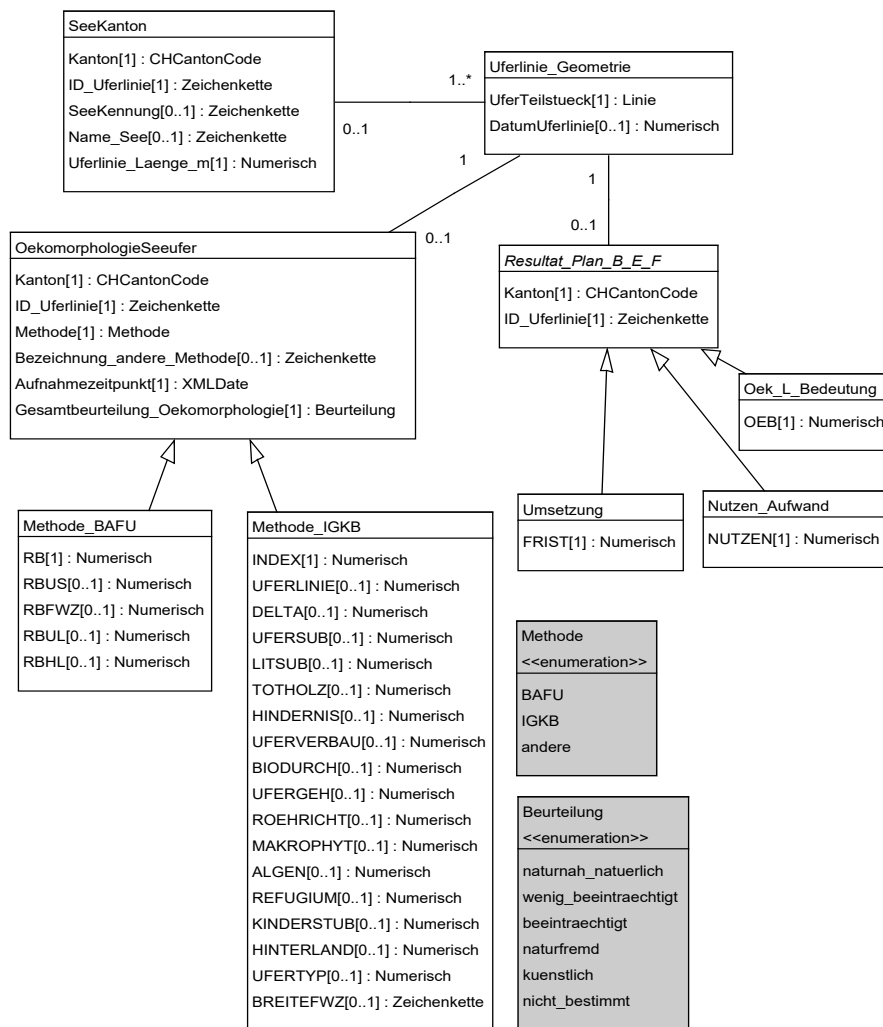 SeeKanton
Kanton[1] : CHCantonCode
ID_Uferlinie[1] : Zeichenkette
SeeKennung[0..1] : Zeichenkette
Name_See[0..1] : Zeichenkette
Uferlinie_Laenge_m[1] : Numerisch
1..*
0..1
Uferlinie_Geometrie
UferTeilstueck[1] : Linie
DatumUferlinie[0..1] : Numerisch
1
0..1
1
0..1
OekomorphologieSeeufer
Kanton[1] : CHCantonCode
ID_Uferlinie[1] : Zeichenkette
Methode[1] : Methode
Bezeichnung_andere_Methode[0..1] : Zeichenkette
Aufnahmezeitpunkt[1] : XMLDate
Gesamtbeurteilung_Oekomorphologie[1] : Beurteilung
Resultat_Plan_B_E_F
Kanton[1] : CHCantonCode
ID_Uferlinie[1] : Zeichenkette
Oek_L_Bedeutung
OEB[1] : Numerisch
Methode_BAFU
RB[1] : Numerisch
RBUS[0..1] : Numerisch
RBFWZ[0..1] : Numerisch
RBUL[0..1] : Numerisch
RBHL[0..1] : Numerisch
Methode_IGKB
INDEX[1] : Numerisch
UFERLINIE[0..1] : Numerisch
DELTA[0..1] : Numerisch
UFERSUB[0..1] : Numerisch
LITSUB[0..1] : Numerisch
TOTHOLZ[0..1] : Numerisch
HINDERNIS[0..1] : Numerisch
UFERVERBAU[0..1] : Numerisch
BIODURCH[0..1] : Numerisch
UFERGEH[0..1] : Numerisch
ROEHRICHT[0..1] : Numerisch
MAKROPHYT[0..1] : Numerisch
ALGEN[0..1] : Numerisch
REFUGIUM[0..1] : Numerisch
KINDERSTUB[0..1] : Numerisch
HINTERLAND[0..1] : Numerisch
UFERTYP[0..1] : Numerisch
BREITEFWZ[0..1] : Zeichenkette
Umsetzung
FRIST[1] : Numerisch
Nutzen_Aufwand
NUTZEN[1] : Numerisch
Methode
<<enumeration>>
BAFU
IGKB
andere
Beurteilung
<<enumeration>>
naturnah_natuerlich
wenig_beeintraechtigt
beeintraechtigt
naturfremd
kuenstlich
nicht_bestimmt